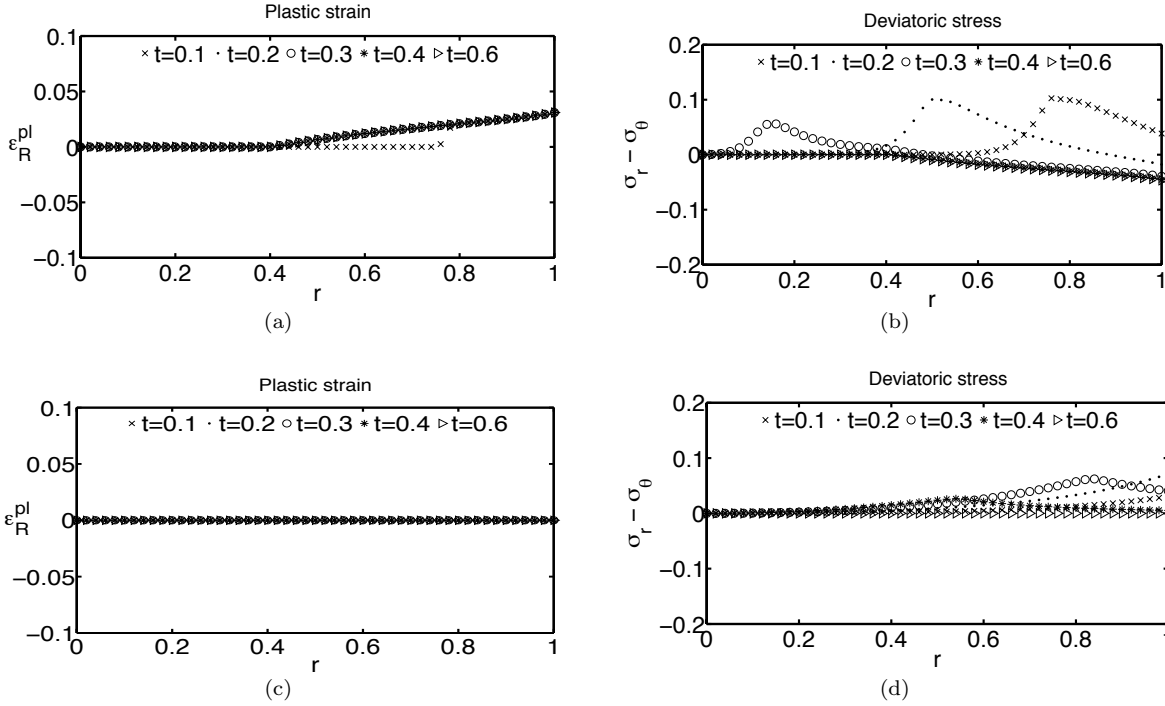 Plastic strain
0.1
0.05
0
−0.05
−0.1
ε_R^pl
× t=0.1 · t=0.2 ○ t=0.3 * t=0.4 ▷ t=0.6
0 0.2 0.4 0.6 0.8 1
r
(a)
Deviatoric stress
0.2
0.1
0
−0.1
−0.2
σ_r − σ_θ
× t=0.1 · t=0.2 ○ t=0.3 * t=0.4 ▷ t=0.6
0 0.2 0.4 0.6 0.8 1
r
(b)
Plastic strain
0.1
0.05
0
−0.05
−0.1
ε_R^pl
× t=0.1 · t=0.2 ○ t=0.3 * t=0.4 ▷ t=0.6
0 0.2 0.4 0.6 0.8 1
r
(c)
Deviatoric stress
0.2
0.1
0
−0.1
−0.2
σ_r − σ_θ
× t=0.1 · t=0.2 ○ t=0.3 * t=0.4 ▷ t=0.6
0 0.2 0.4 0.6 0.8 1
r
(d)